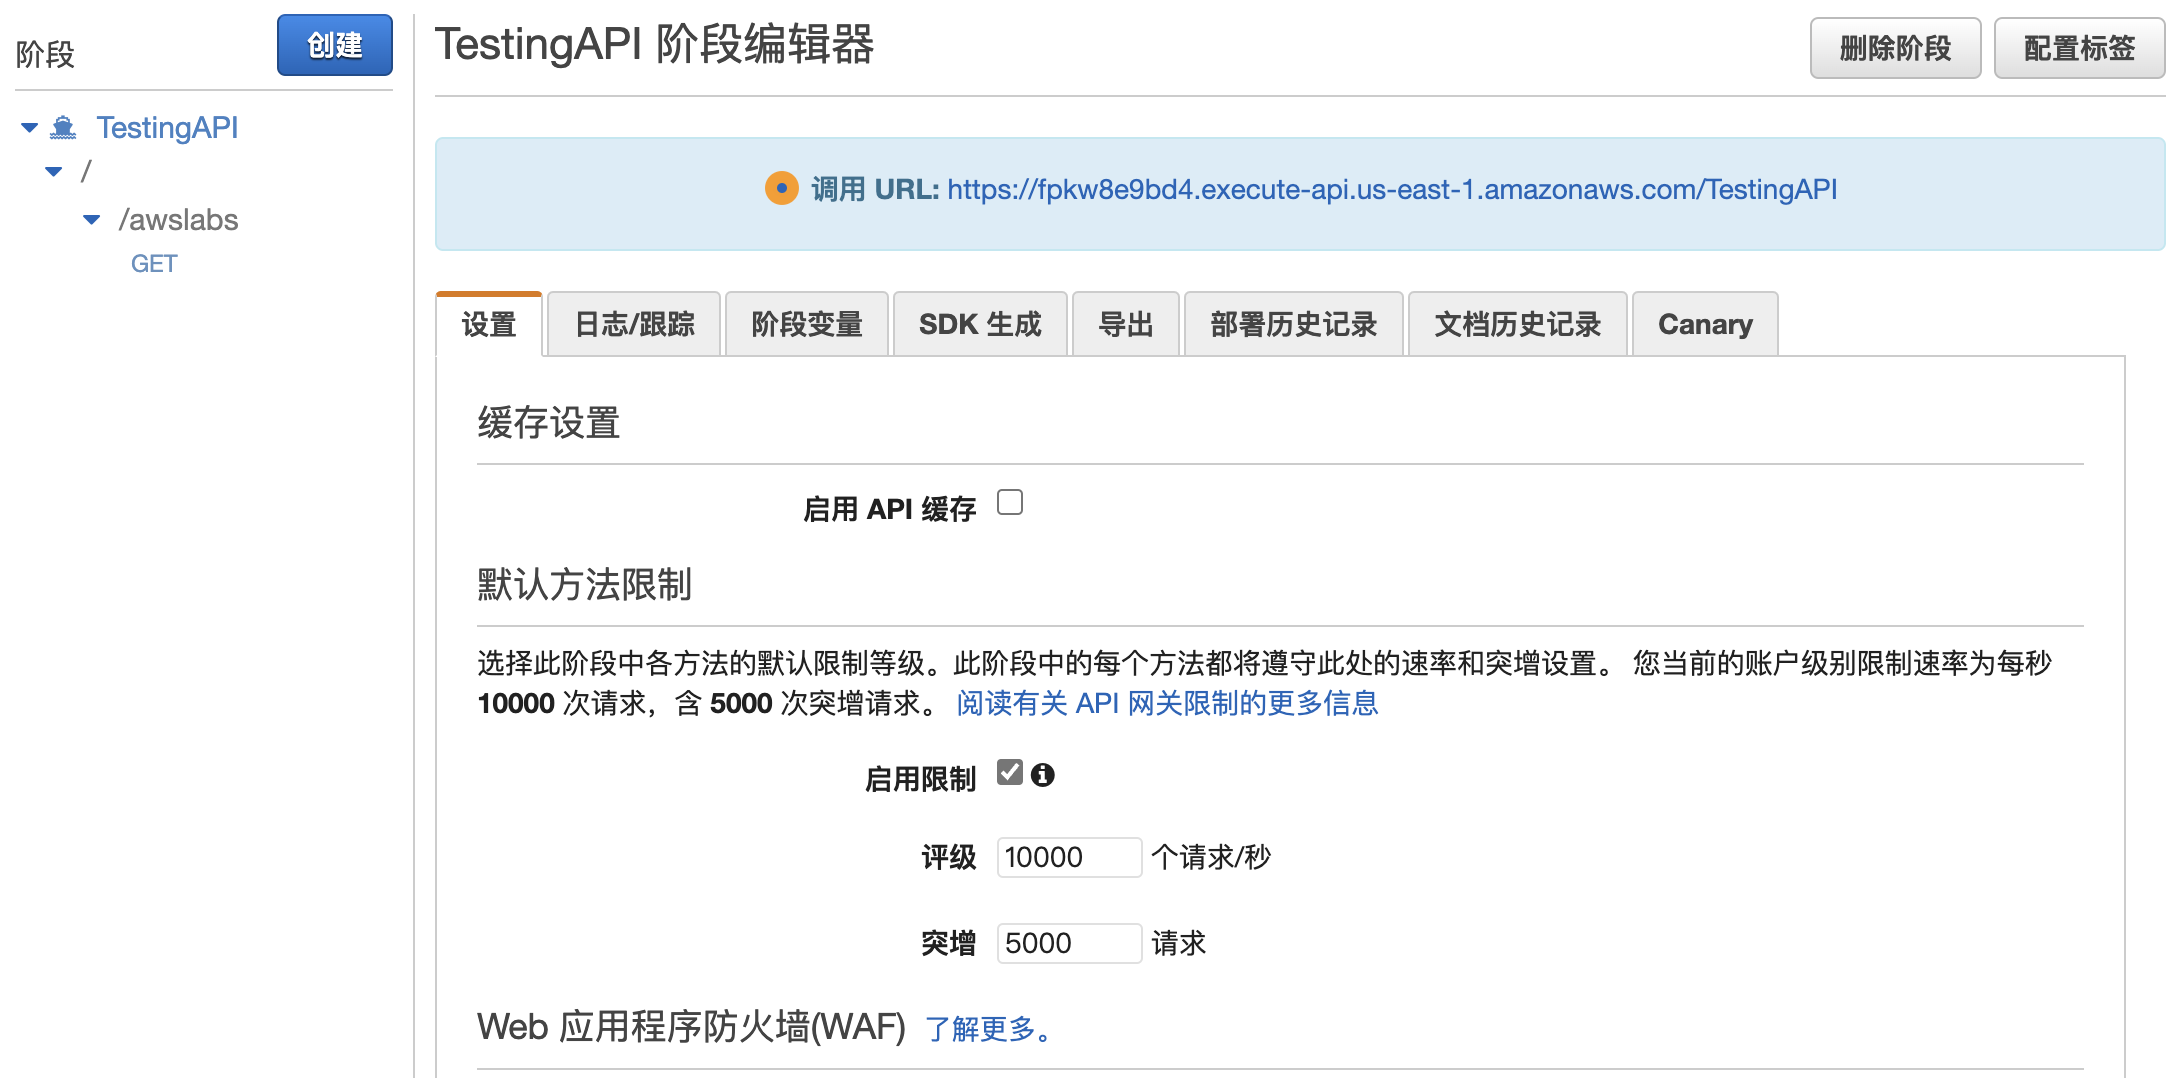 阶段
创建
TestingAPI
/
/awslabs
GET
TestingAPI 阶段编辑器
删除阶段
配置标签
调用 URL: https://fpkw8e9bd4.execute-api.us-east-1.amazonaws.com/TestingAPI
设置
日志/跟踪
阶段变量
SDK 生成
导出
部署历史记录
文档历史记录
Canary
缓存设置
启用 API 缓存
默认方法限制
选择此阶段中各方法的默认限制等级。此阶段中的每个方法都将遵守此处的速率和突增设置。 您当前的账户级别限制速率为每秒
10000 次请求，含 5000 次突增请求。 阅读有关 API 网关限制的更多信息
启用限制
评级 10000 个请求/秒
突增 5000 请求
Web 应用程序防火墙(WAF) 了解更多。